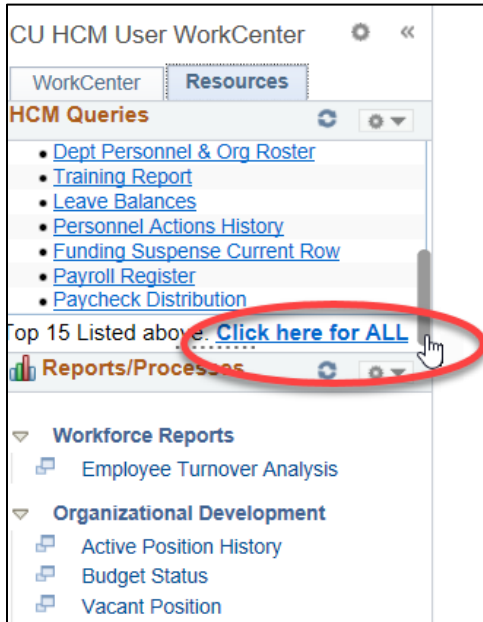 CU HCM User WorkCenter
WorkCenter Resources
HCM Queries
Dept Personnel & Org Roster
Training Report
Leave Balances
Personnel Actions History
Funding Suspense Current Row
Payroll Register
Paycheck Distribution
Top 15 Listed above. Click here for ALL
Reports/Processes
Workforce Reports
Employee Turnover Analysis
Organizational Development
Active Position History
Budget Status
Vacant Position